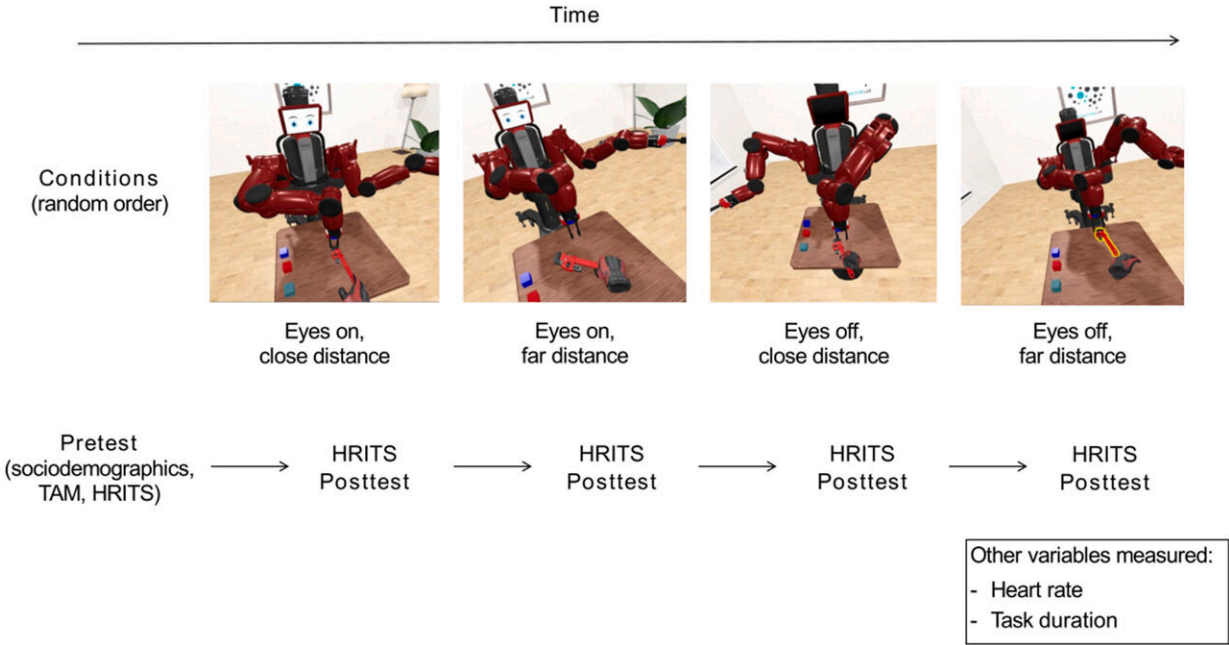 Time
Conditions
(random order)
Eyes on,
close distance
Eyes on,
far distance
Eyes off,
close distance
Eyes off,
far distance
Pretest
(sociodemographics,
TAM, HRITS)
HRITS
Posttest
HRITS
Posttest
HRITS
Posttest
HRITS
Posttest
Other variables measured:
- Heart rate
- Task duration